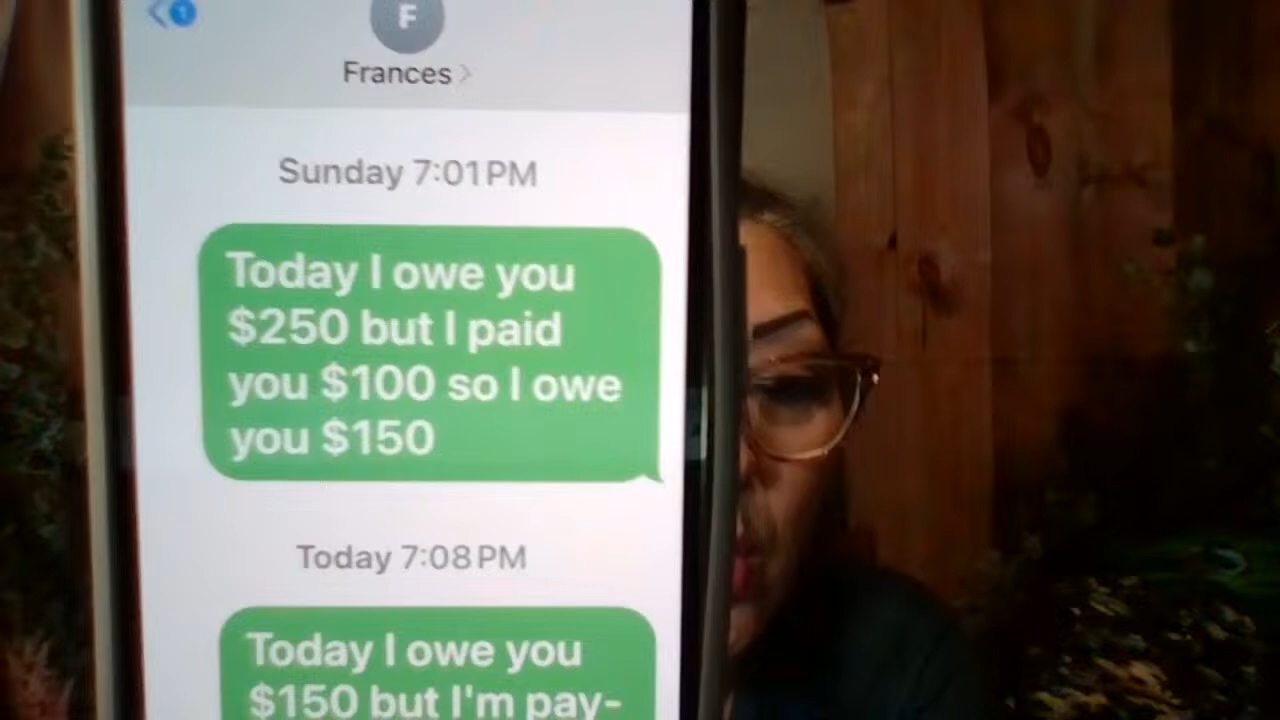 1
F
Frances >
Sunday 7:01 PM
Today I owe you
$250 but I paid
you $100 so I owe
you $150
Today 7:08 PM
Today I owe you
$150 but I'm pay-